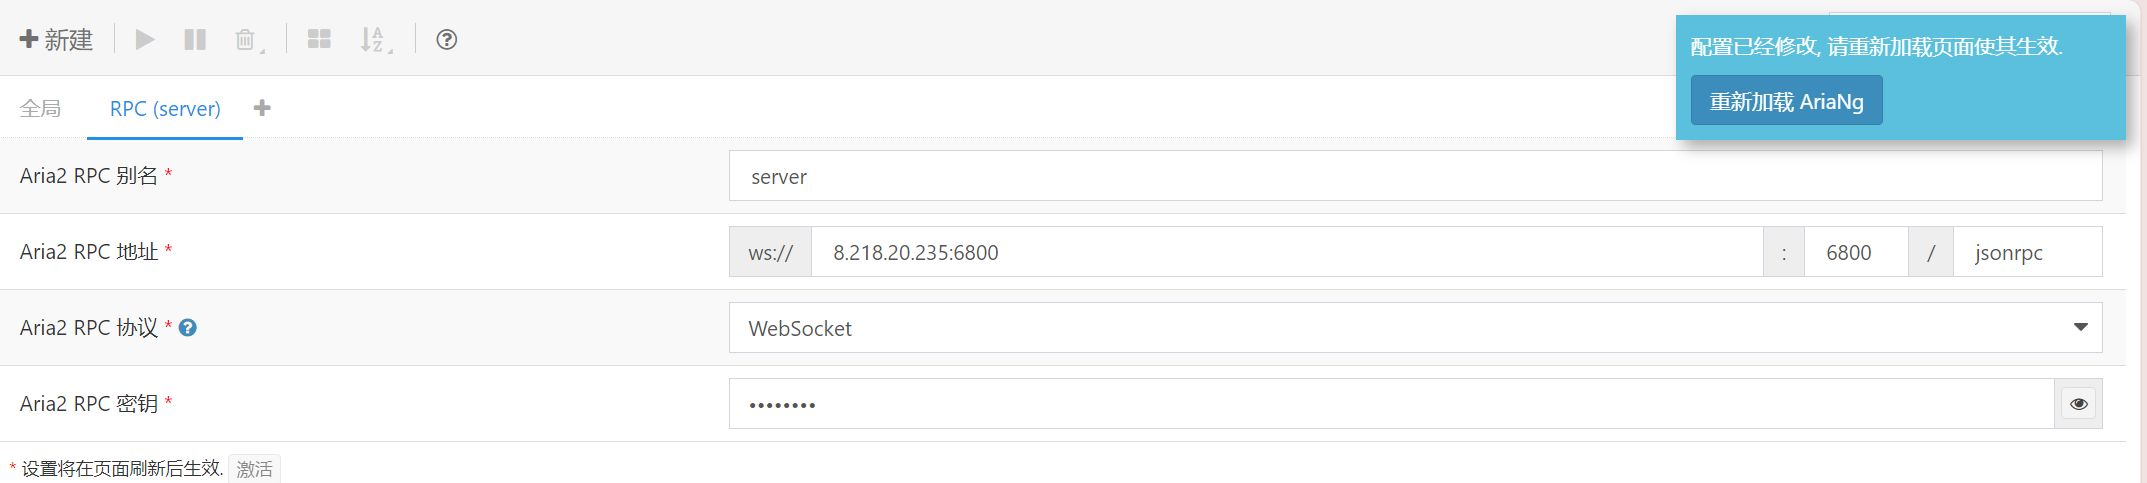 新建
配置已经修改, 请重新加载页面使其生效.
重新加载 AriaNg
全局 RPC (server)
Aria2 RPC 别名 * server
Aria2 RPC 地址 * ws:// 8.218.20.235:6800 : 6800 / jsonrpc
Aria2 RPC 协议 * WebSocket
Aria2 RPC 密钥 * ••••••••
* 设置将在页面刷新后生效. 激活